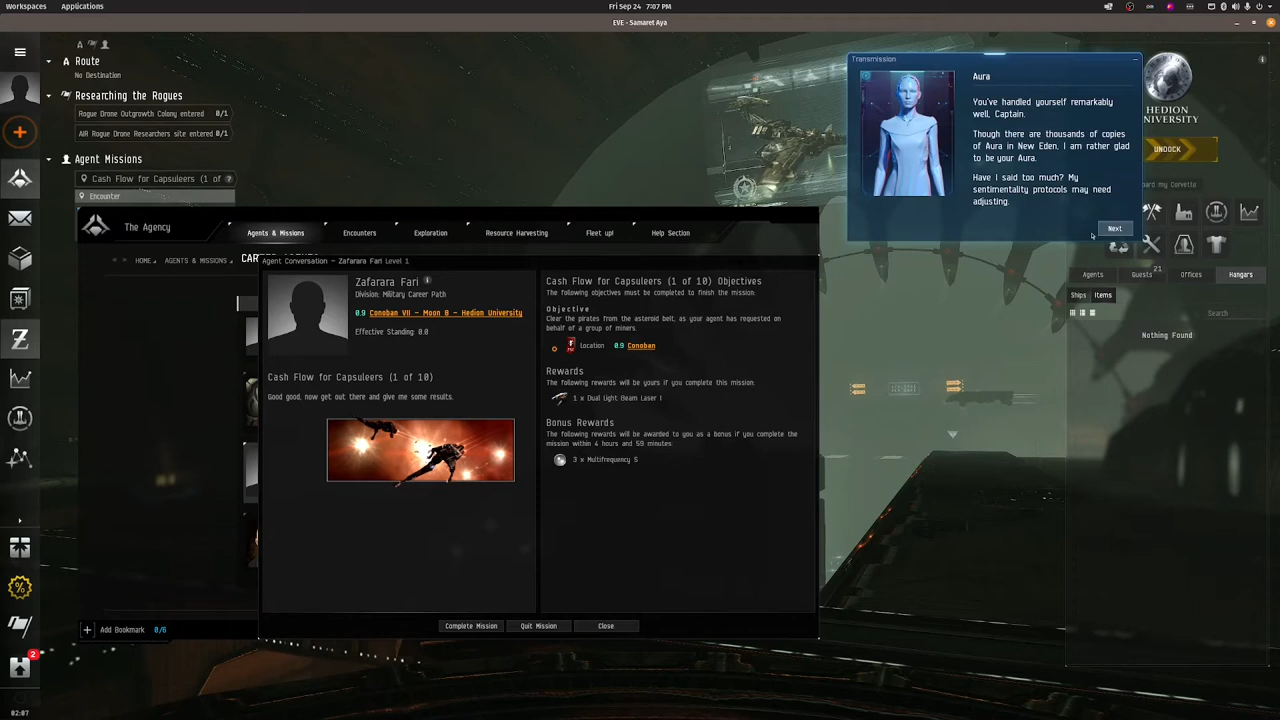 Workspaces
Applications
Fri Sep 24 7:07 PM
EVE - Samaret Aya
Route
No Destination
Researching the Rogues
Rogue Drone Outgrowth Colony entered 0/1
AIR Rogue Drone Researchers site entered 0/1
Agent Missions
Cash Flow for Capsuleers (1 of ?
Encounter
The Agency
Agents & Missions
Encounters
Exploration
Resource Harvesting
Fleet up!
Help Section
HOME
AGENTS & MISSIONS
Agent Conversation - Zafarara Fari Level 1
Zafarara Fari
Division: Military Career Path
0.9 Conoban VII - Moon 8 - Hedion University
Effective Standing: 0.0
Cash Flow for Capsuleers (1 of 10)
Good good, now get out there and give me some results.
Cash Flow for Capsuleers (1 of 10) Objectives
The following objectives must be completed to finish the mission:
Objective
Clear the pirates from the asteroid belt, as your agent has requested on
behalf of a group of miners.
Location 0.9 Conoban
Rewards
The following rewards will be yours if you complete this mission.
1 x Dual Light Beam Laser I
Bonus Rewards
The following rewards will be awarded to you as a bonus if you complete the
mission within 4 hours and 59 minutes.
3 x Multifrequency S
Complete Mission
Quit Mission
Close
Add Bookmark 0/6
2
02:07
Transmission
Aura
You've handled yourself remarkably
well, Captain.
Though there are thousands of copies
of Aura in New Eden, I am rather glad
to be your Aura.
Have I said too much? My
sentimentality protocols may need
adjusting.
Next
HEDION
UNIVERSITY
UNDOCK
Board my Corvette
21
Agents
Guests
Offices
Hangars
Ships
Items
Search
Nothing Found